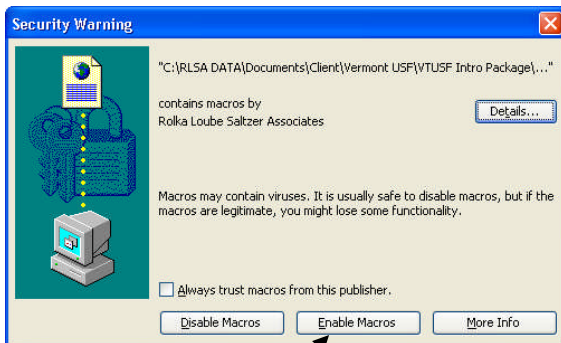 Security Warning
"C:\RLSA DATA\Documents\Client\Vermont USF\VTUSF Intro Package\..."
contains macros by
Rolka Loube Saltzer Associates
Details...
Macros may contain viruses. It is usually safe to disable macros, but if the
macros are legitimate, you might lose some functionality.
Always trust macros from this publisher.
Disable Macros Enable Macros More Info